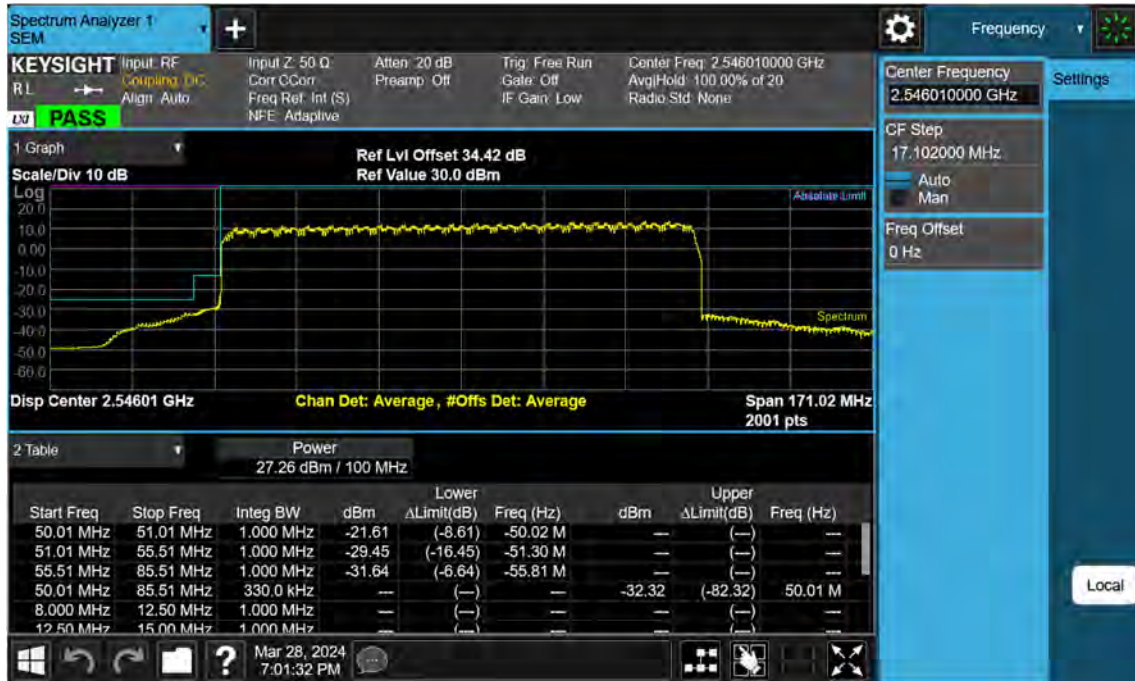 Spectrum Analyzer 1
SEM
+
Frequency
KEYSIGHT
RL
LXI PASS
Input: RF
Coupling: DC
Align: Auto
Input Z: 50 Ω
Corr CCorr
Freq Ref: Int (S)
NFE: Adaptive
Atten: 20 dB
Preamp: Off
Trig: Free Run
Gate: Off
IF Gain: Low
Center Freq: 2.546010000 GHz
Avg|Hold: 100.00% of 20
Radio Std: None
Center Frequency
2.546010000 GHz
Settings
CF Step
17.102000 MHz
Auto
Man
Freq Offset
0 Hz
Local
1 Graph
Scale/Div 10 dB
Ref Lvl Offset 34.42 dB
Ref Value 30.0 dBm
Log
Absolute Limit
20.0
10.0
0.00
-10.0
-20.0
-30.0
Spectrum
-40.0
-50.0
-60.0
Disp Center 2.54601 GHz
Chan Det: Average, #Offs Det: Average
Span 171.02 MHz
2001 pts
2 Table
Power
27.26 dBm / 100 MHz
Lower Upper
Start Freq Stop Freq Integ BW dBm ΔLimit(dB) Freq (Hz) dBm ΔLimit(dB) Freq (Hz)
50.01 MHz 51.01 MHz 1.000 MHz -21.61 (-8.61) -50.02 M --- (---) ---
51.01 MHz 55.51 MHz 1.000 MHz -29.45 (-16.45) -51.30 M --- (---) ---
55.51 MHz 85.51 MHz 1.000 MHz -31.64 (-6.64) -55.81 M --- (---) ---
50.01 MHz 85.51 MHz 330.0 kHz --- (---) --- -32.32 (-82.32) 50.01 M
8.000 MHz 12.50 MHz 1.000 MHz --- (---) --- --- (---) ---
12.50 MHz 15.00 MHz 1.000 MHz --- (---) --- --- (---) ---
?
Mar 28, 2024
7:01:32 PM